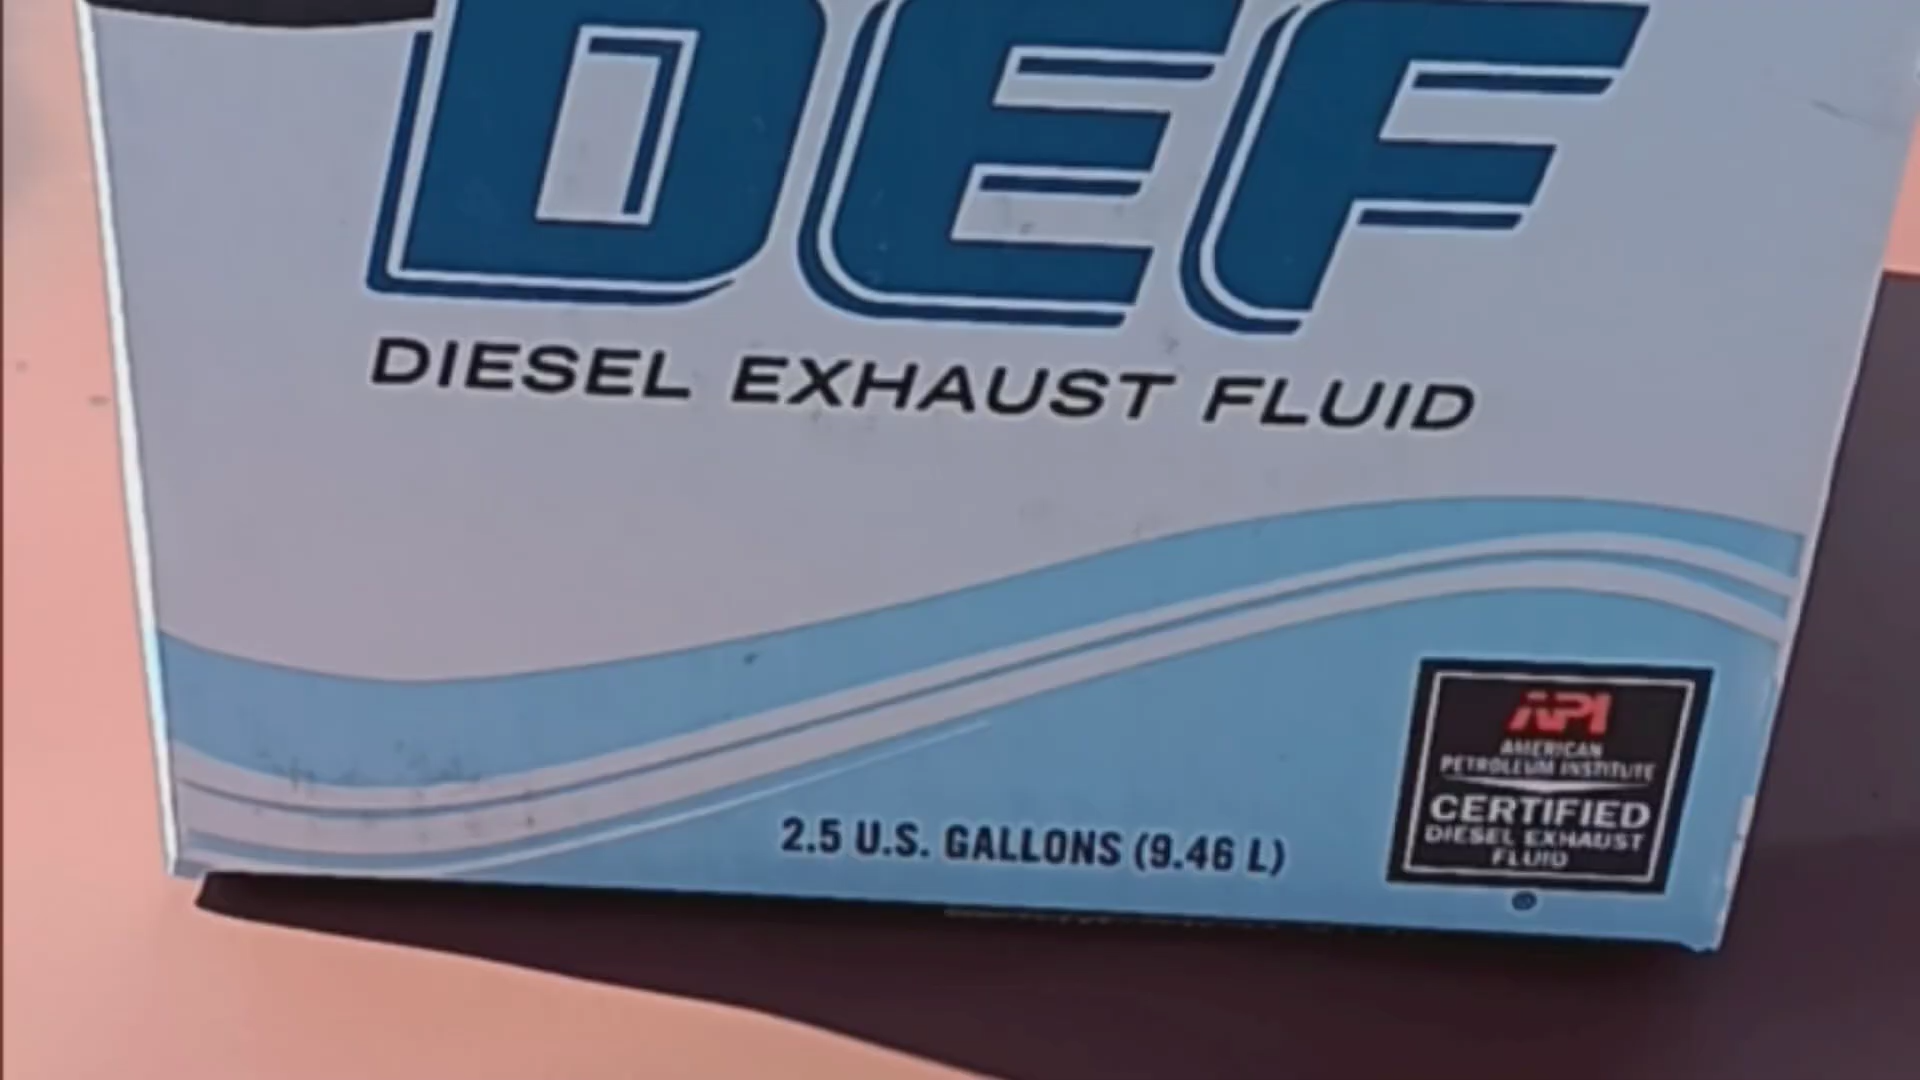 DEF
DIESEL EXHAUST FLUID
2.5 U.S. GALLONS (9.46 L)
API
AMERICAN
PETROLEUM INSTITUTE
CERTIFIED
DIESEL EXHAUST
FLUID